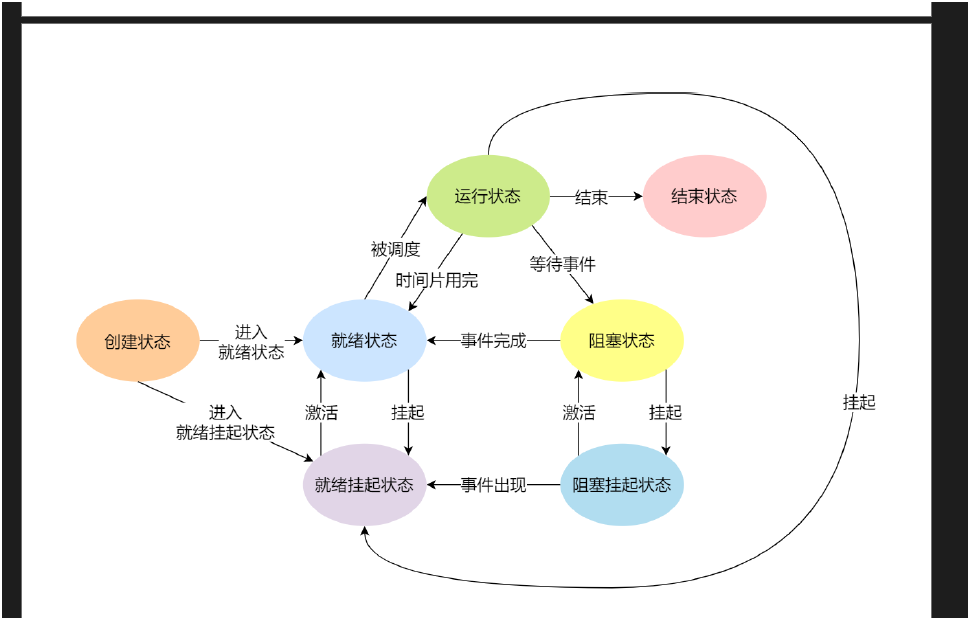 运行状态
结束
结束状态
被调度
时间片用完
等待事件
创建状态
进入
就绪状态
就绪状态
事件完成
阻塞状态
进入
就绪挂起状态
激活
挂起
激活
挂起
挂起
就绪挂起状态
事件出现
阻塞挂起状态